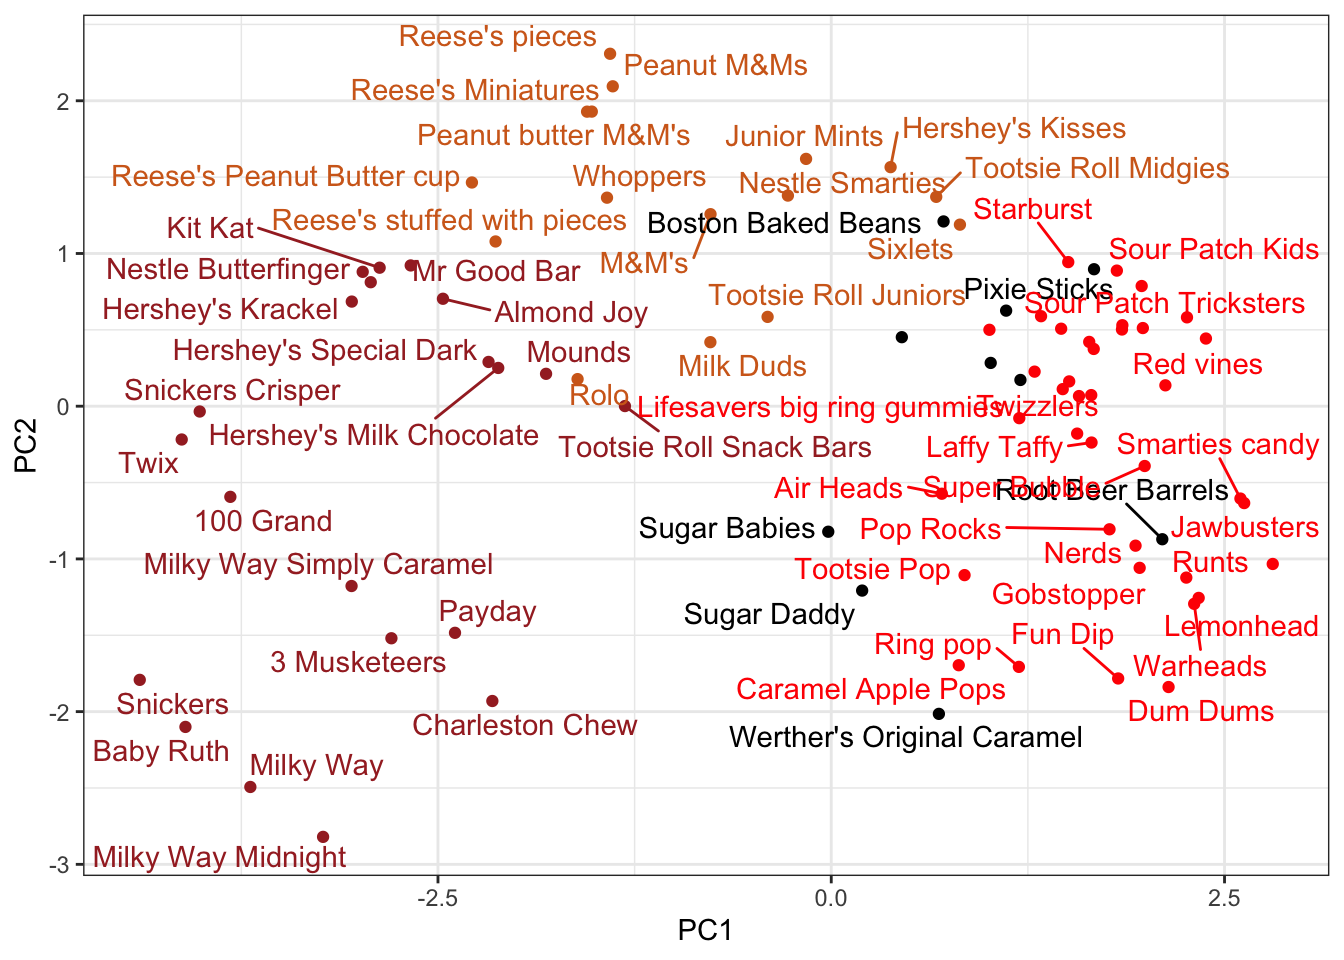 Reese's pieces
Peanut M&Ms
Reese's Miniatures
Peanut butter M&M's
Junior Mints
Hershey's Kisses
Reese's Peanut Butter cup
Whoppers
Nestle Smarties
Tootsie Roll Midgies
Kit Kat
Reese's stuffed with pieces
Boston Baked Beans
Starburst
Nestle Butterfinger
Mr Good Bar
M&M's
Sixlets
Sour Patch Kids
Hershey's Krackel
Almond Joy
Tootsie Roll Juniors
Pixie Sticks
Sour Patch Tricksters
Hershey's Special Dark
Mounds
Milk Duds
Red vines
Snickers Crisper
Rolo
Lifesavers big ring gummies
Twizzlers
Hershey's Milk Chocolate
Tootsie Roll Snack Bars
Laffy Taffy
Smarties candy
Twix
Air Heads
Super Bubble
Root Beer Barrels
100 Grand
Sugar Babies
Pop Rocks
Jawbusters
Milky Way Simply Caramel
Tootsie Pop
Nerds
Runts
Payday
Sugar Daddy
Gobstopper
3 Musketeers
Ring pop
Fun Dip
Lemonhead
Snickers
Caramel Apple Pops
Warheads
Baby Ruth
Charleston Chew
Werther's Original Caramel
Dum Dums
Milky Way
Milky Way Midnight
2
1
0
-1
-2
-3
PC2
-2.5
0.0
2.5
PC1